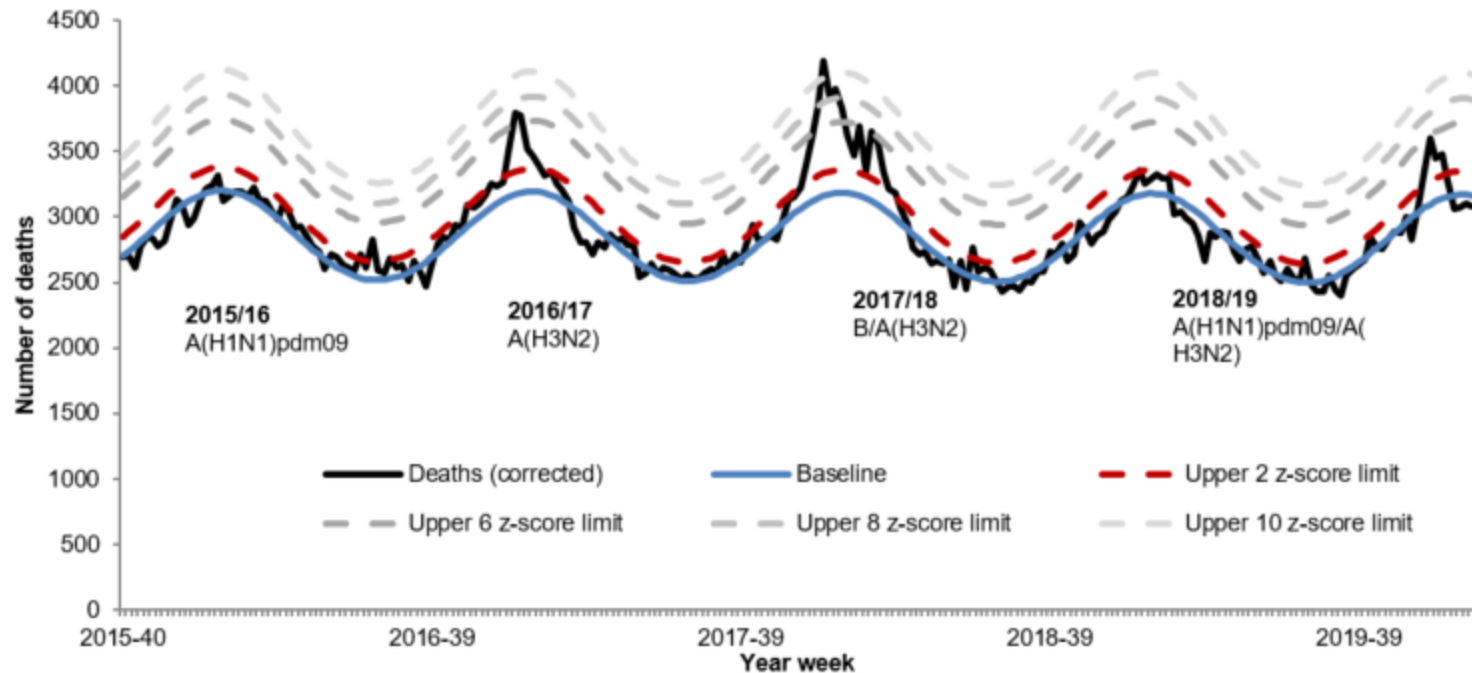 4500
4000
3500
3000
2500
2000
1500
1000
500
0
Number of deaths
2015/16
A(H1N1)pdm09
2016/17
A(H3N2)
2017/18
B/A(H3N2)
2018/19
A(H1N1)pdm09/A(
H3N2)
Deaths (corrected)
Baseline
Upper 2 z-score limit
Upper 6 z-score limit
Upper 8 z-score limit
Upper 10 z-score limit
2015-40
2016-39
2017-39
2018-39
2019-39
Year week